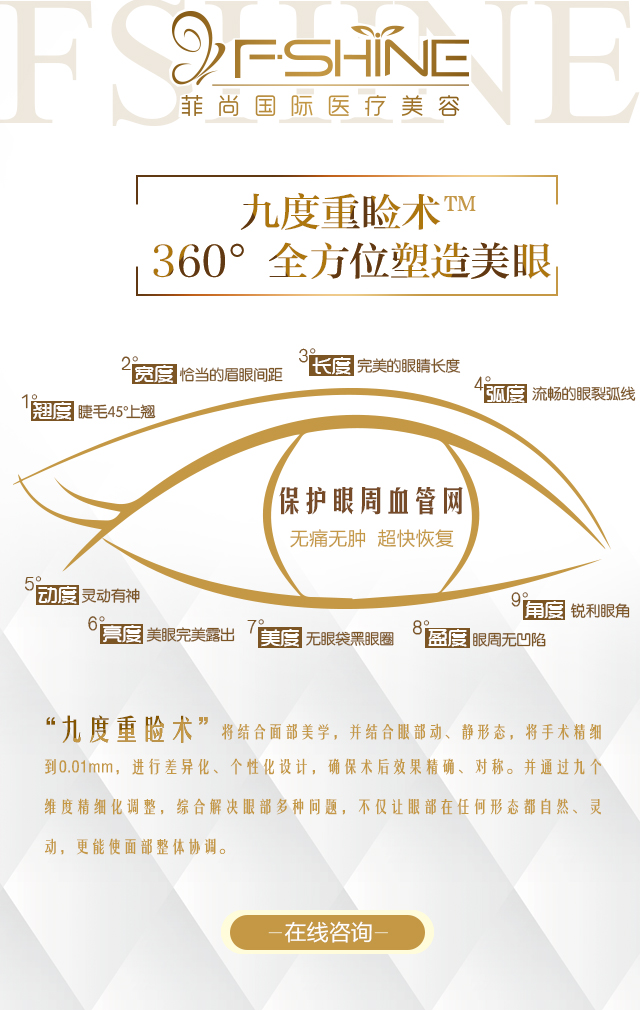 FSHINE
F·SHiNE
菲尚国际医疗美容
九度重睑术™
360°全方位塑造美眼
1°翘度 睫毛45°上翘
2°宽度 恰当的眉眼间距
3°长度 完美的眼睛长度
4°弧度 流畅的眼裂弧线
保护眼周血管网
无痛无肿 超快恢复
5°动度 灵动有神
6°亮度 美眼完美露出
7°美度 无眼袋黑眼圈
8°盈度 眼周无凹陷
9°角度 锐利眼角
“九度重睑术”将结合面部美学，并结合眼部动、静形态，将手术精细
到0.01mm，进行差异化、个性化设计，确保术后效果精确、对称。并通过九个
维度精细化调整，综合解决眼部多种问题，不仅让眼部在任何形态都自然、灵
动，更能使面部整体协调。
–在线咨询–